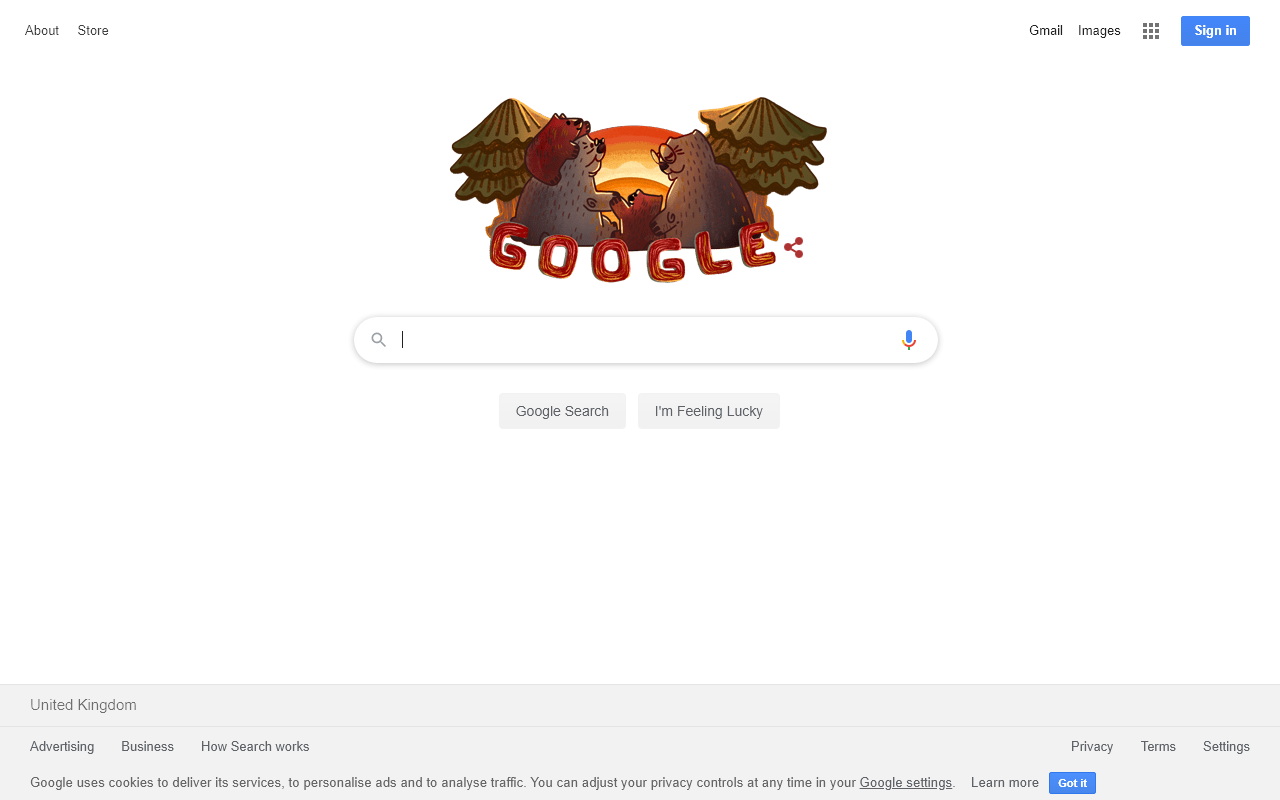 About Store Gmail Images Sign in
GOOGLE
Google Search I'm Feeling Lucky
United Kingdom
Advertising Business How Search works Privacy Terms Settings
Google uses cookies to deliver its services, to personalise ads and to analyse traffic. You can adjust your privacy controls at any time in your Google settings. Learn more Got it